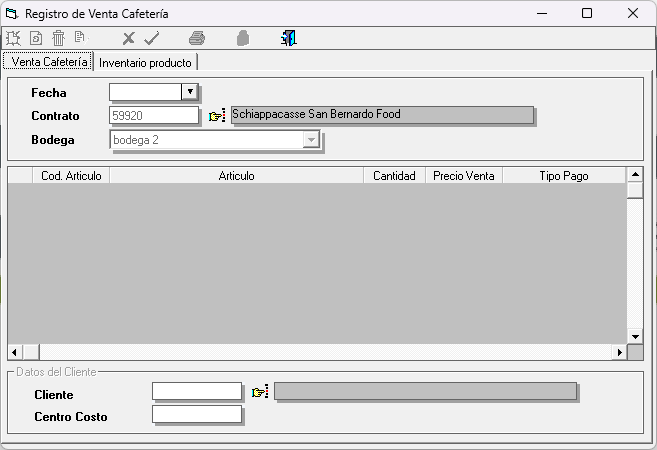 Registro de Venta Cafetería
Venta Cafetería Inventario producto
Fecha
Contrato 59920 Schiappacasse San Bernardo Food
Bodega bodega 2
Cod. Articulo Articulo Cantidad Precio Venta Tipo Pago
Datos del Cliente
Cliente
Centro Costo